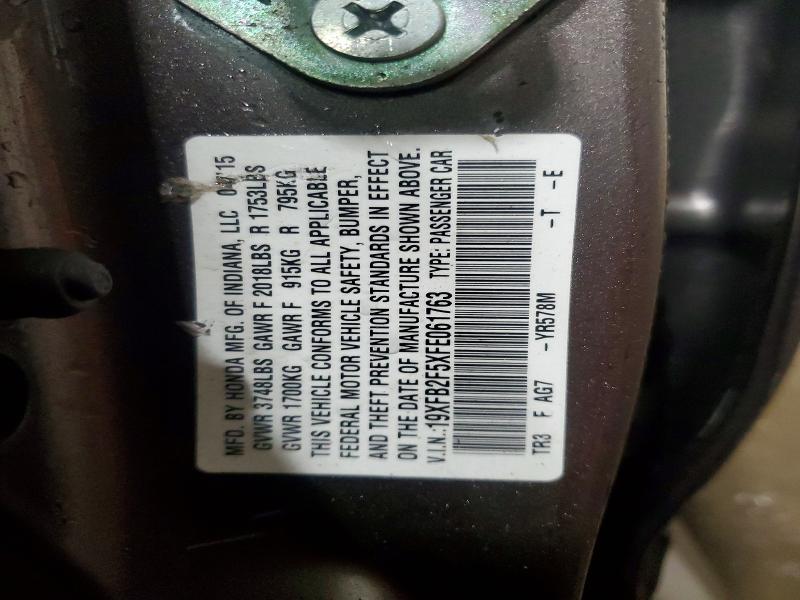 MFD. BY HONDA MFG. OF INDIANA, LLC
GVWR 3748LBS GAWR F 2018LBS R 1753LBS
GVWR 1700KG GAWR F 915KG R 795KG
THIS VEHICLE CONFORMS TO ALL APPLICABLE
FEDERAL MOTOR VEHICLE SAFETY, BUMPER,
AND THEFT PREVENTION STANDARDS IN EFFECT
ON THE DATE OF MANUFACTURE SHOWN ABOVE.
V.I.N.:19XFB2F5XFE061763 TYPE: PASSENGER CAR
TR3 F AG7 -YR578M -T -E